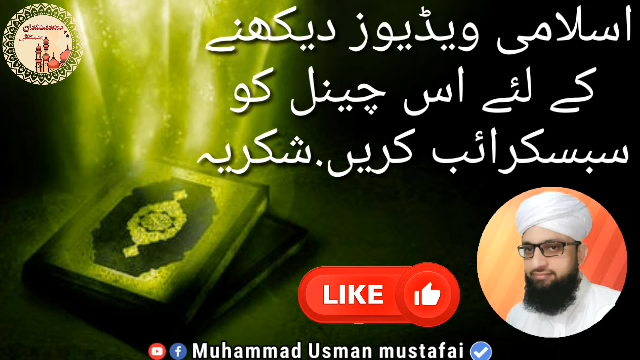 اسلامی ویڈیوز دیکھنے
کے لئے اس چینل کو
سبسکرائب کریں.شکریہ
LIKE
Muhammad Usman mustafai